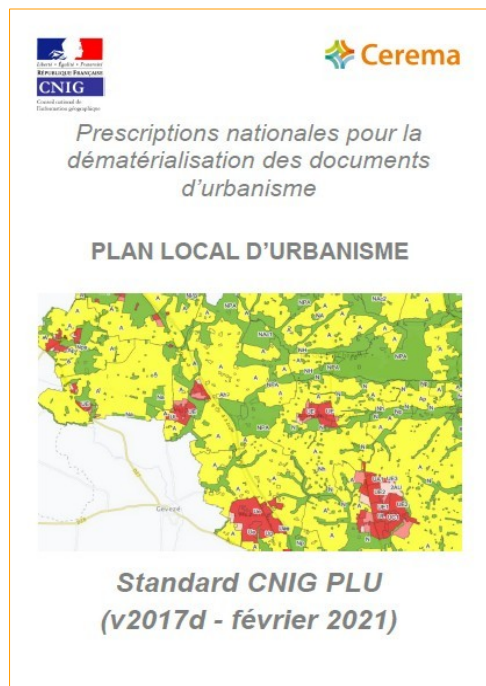 Cerema
Liberté • Égalité • Fraternité
RÉPUBLIQUE FRANÇAISE
CNIG
Conseil national de
l'information géographique
Prescriptions nationales pour la
dématérialisation des documents
d'urbanisme
PLAN LOCAL D'URBANISME
Standard CNIG PLU
(v2017d - février 2021)